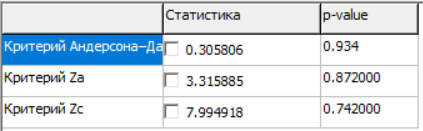 Статистика p-value
Критерий Андерсона–Да 0.305806 0.934
Критерий Za 3.315885 0.872000
Критерий Zc 7.994918 0.742000